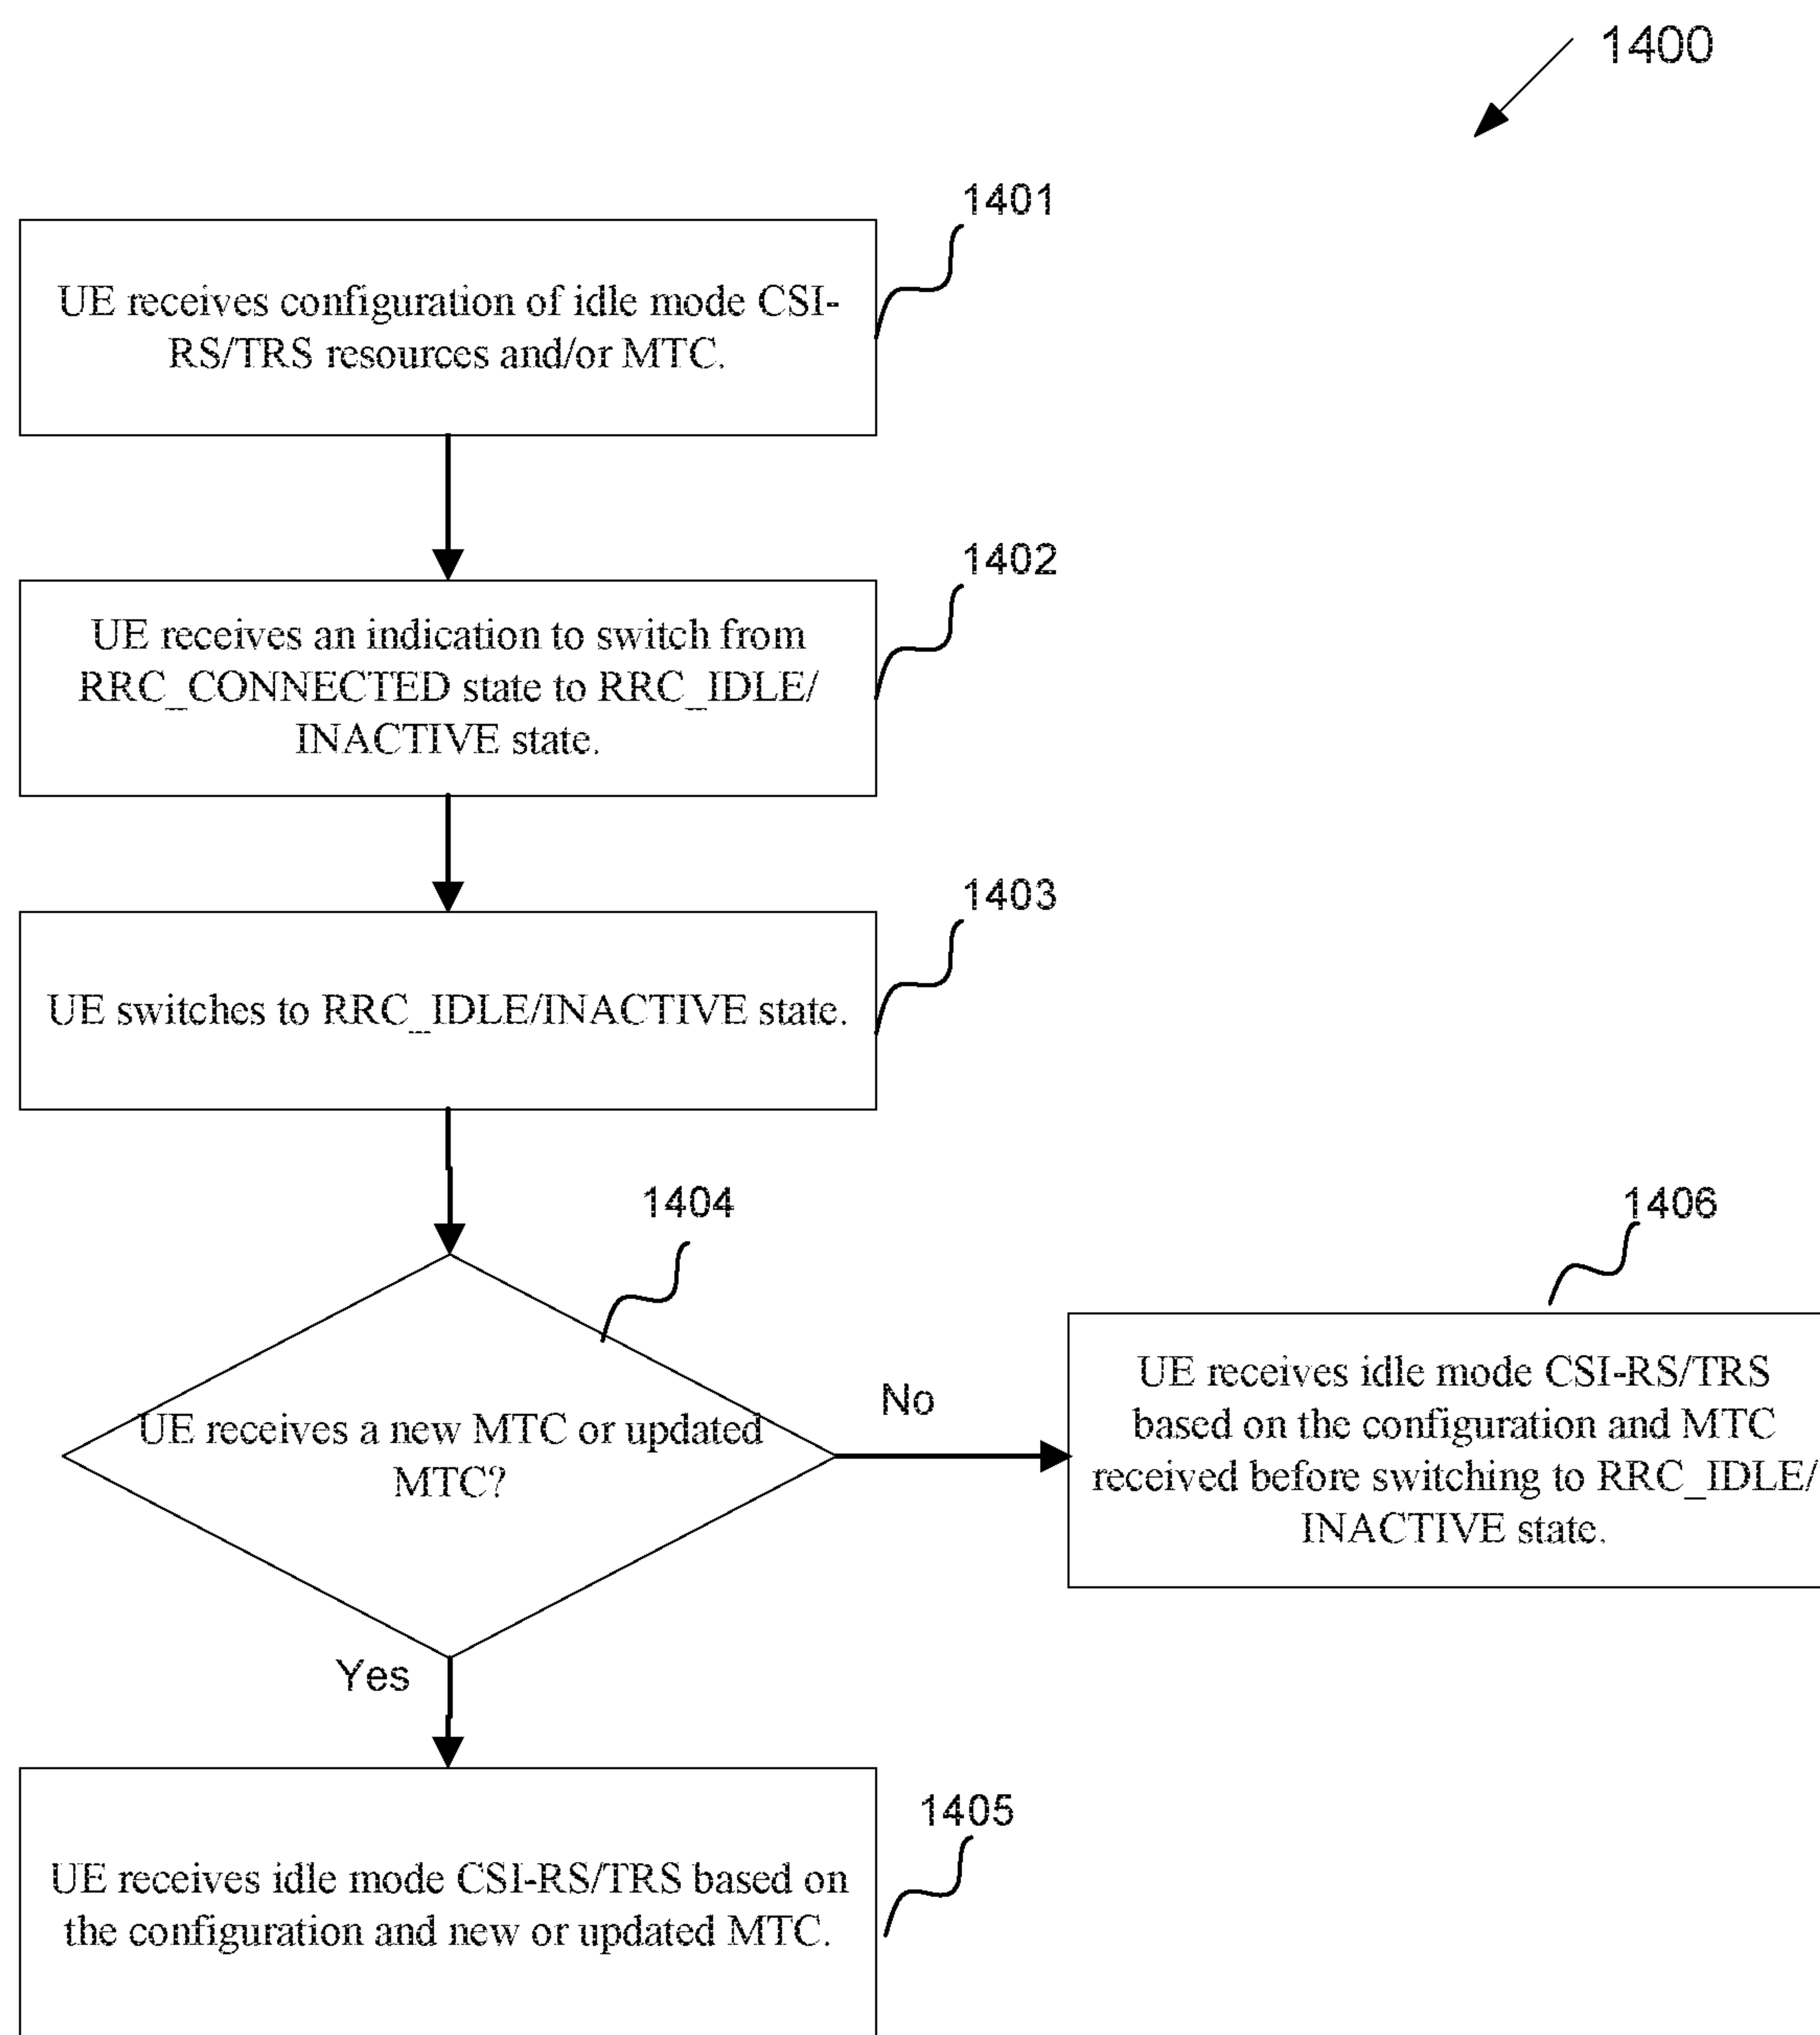 1400
1401
UE receives configuration of idle mode CSI-
RS/TRS resources and/or MTC.
1402
UE receives an indication to switch from
RRC_CONNECTED state to RRC_IDLE/
INACTIVE state.
1403
UE switches to RRC_IDLE/INACTIVE state.
1404
UE receives a new MTC or updated
MTC?
No
1406
UE receives idle mode CSI-RS/TRS
based on the configuration and MTC
received before switching to RRC_IDLE/
INACTIVE state.
Yes
1405
UE receives idle mode CSI-RS/TRS based on
the configuration and new or updated MTC.